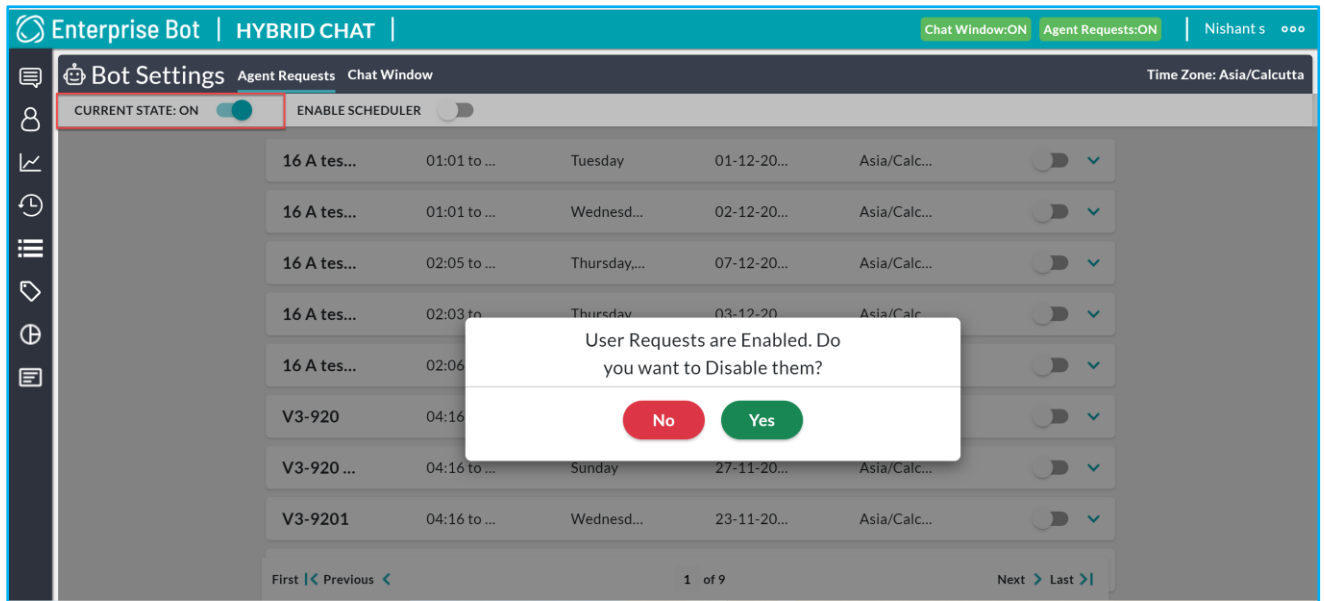 Enterprise Bot | HYBRID CHAT |
Chat Window:ON Agent Requests:ON | Nishant s
Bot Settings Agent Requests Chat Window Time Zone: Asia/Calcutta
CURRENT STATE: ON ENABLE SCHEDULER
16 A tes... 01:01 to ... Tuesday 01-12-20... Asia/Calc...
16 A tes... 01:01 to ... Wednesd... 02-12-20... Asia/Calc...
16 A tes... 02:05 to ... Thursday,... 07-12-20... Asia/Calc...
16 A tes... 02:03 to Thursday 03-12-20 Asia/Calc
16 A tes... 02:06
User Requests are Enabled. Do
you want to Disable them?
No Yes
V3-920 04:16
V3-920 ... 04:16 to ... Sunday 27-11-20... Asia/Calc...
V3-9201 04:16 to ... Wednesd... 23-11-20... Asia/Calc...
First Previous 1 of 9 Next Last